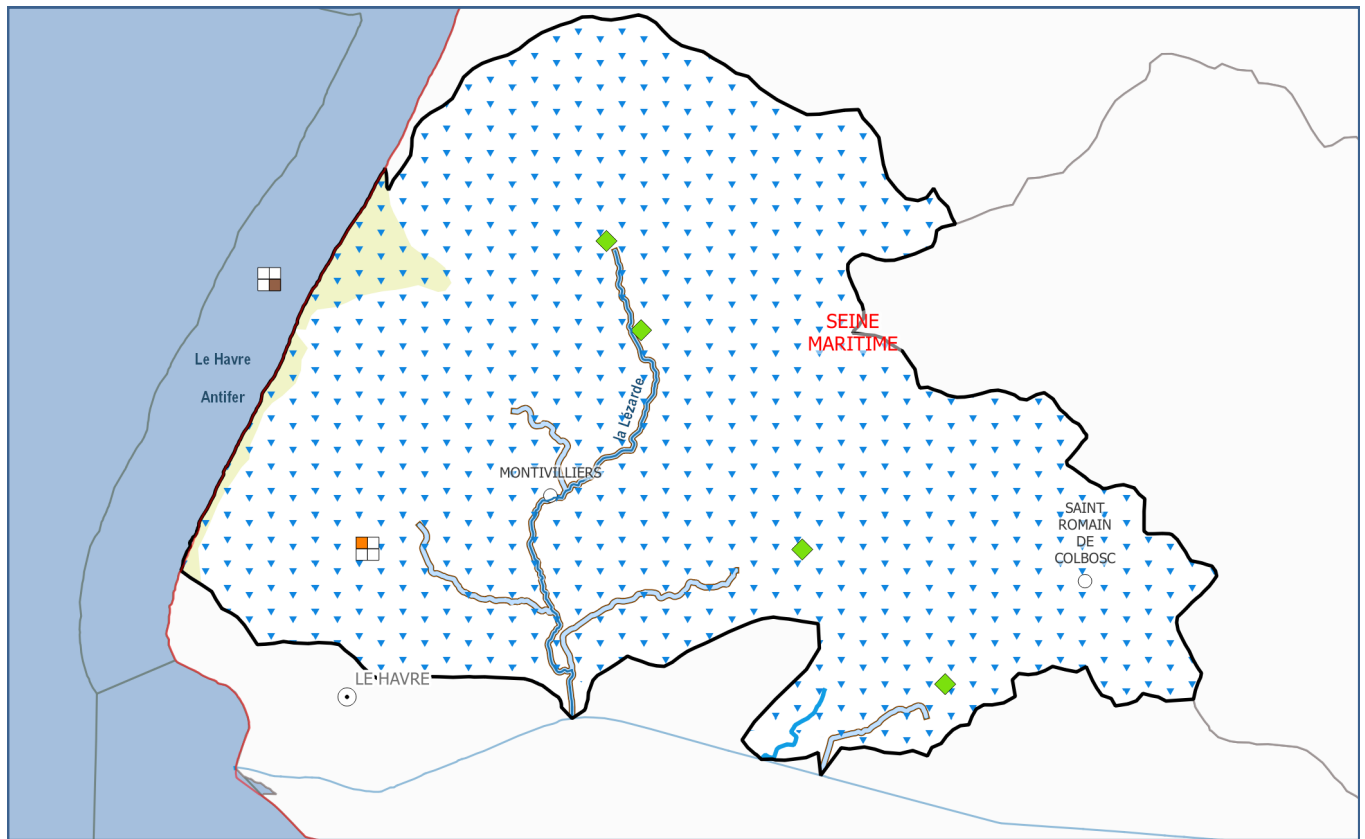 SEINE
MARITIME
Le Havre
Antifer
la Lézarde
MONTIVILLIERS
SAINT
ROMAIN
DE
COLBOSC
LE HAVRE